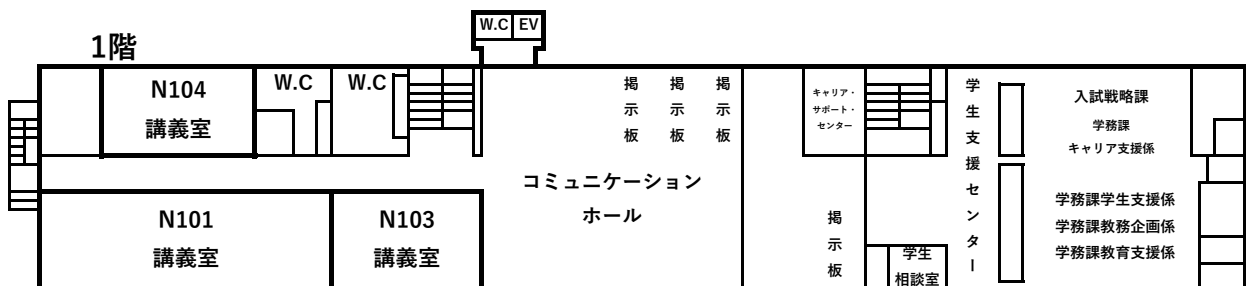 1階
W.C EV
N104
講義室
W.C
W.C
掲示板
掲示板
掲示板
コミュニケーション
ホール
N101
講義室
N103
講義室
キャリア・
サポート・
センター
掲示板
学生
相談室
学生支援センター
入試戦略課
学務課
キャリア支援係
学務課学生支援係
学務課教務企画係
学務課教育支援係